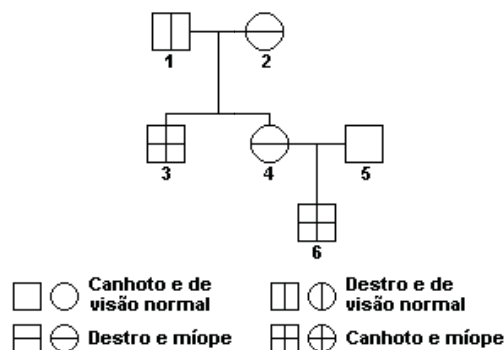 1
2
3
4
5
6
Canhoto e de
visão normal
Destro e de
visão normal
Destro e míope
Canhoto e míope